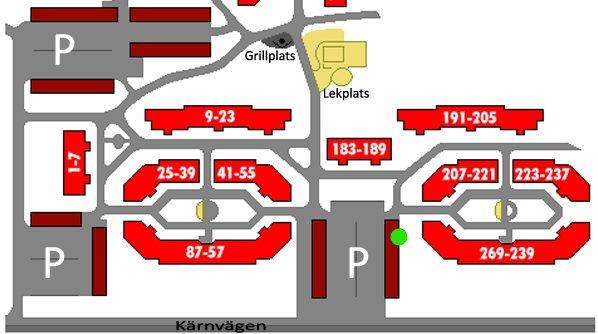 P
Grillplats
Lekplats
9-23
191-205
183-189
1-7
25-39
41-55
207-221
223-237
87-57
269-239
P
P
Kärnvägen